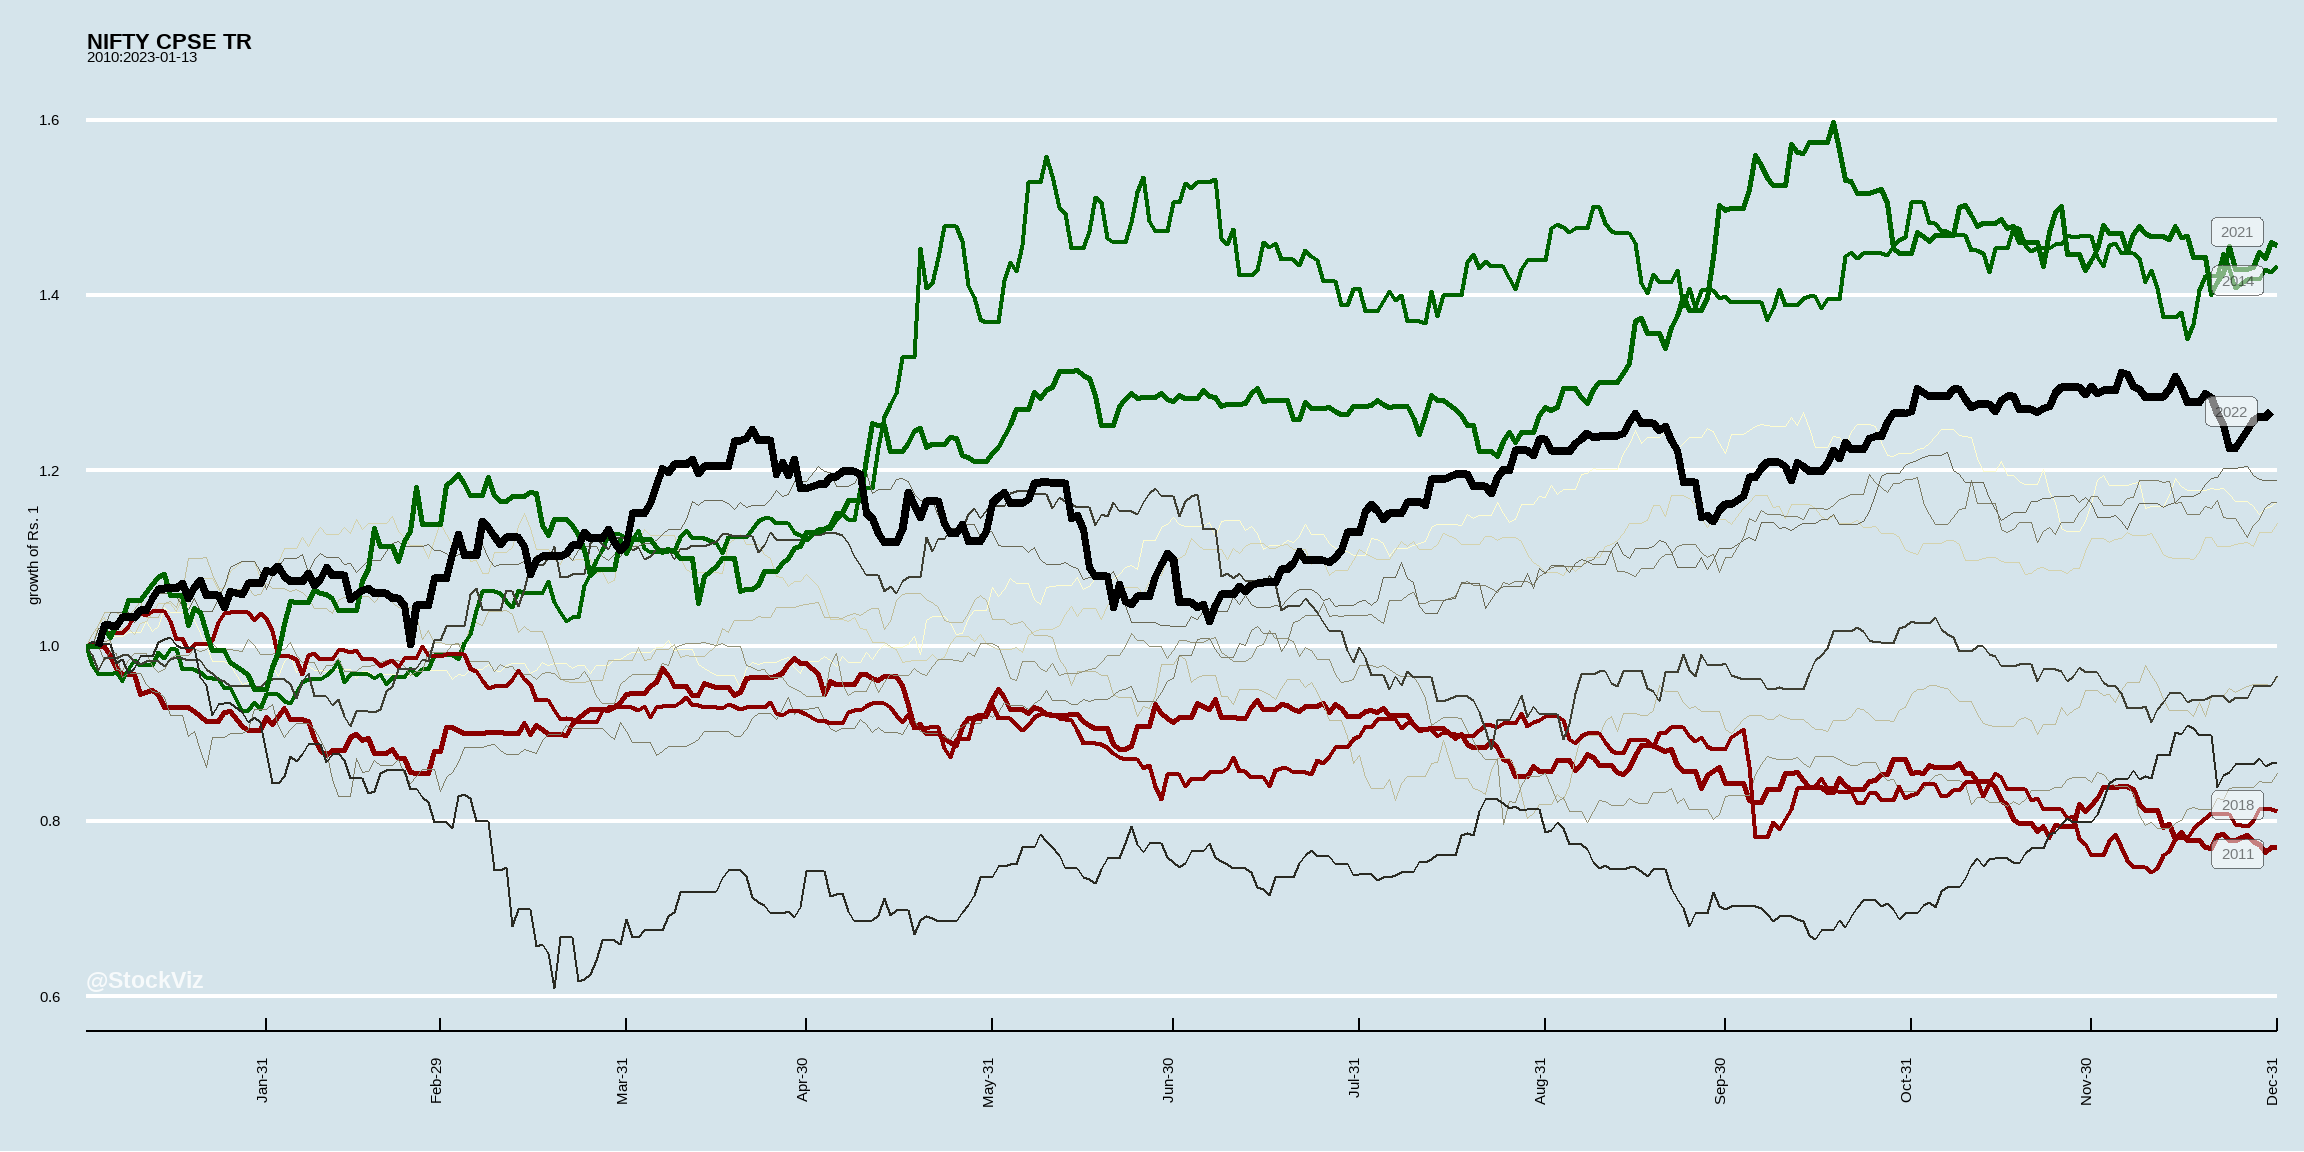 NIFTY CPSE TR
2010:2023-01-13
1.6
1.4
1.2
1.0
0.8
0.6
growth of Rs. 1
2021
2014
2022
2018
2011
@StockViz
Jan-31
Feb-29
Mar-31
Apr-30
May-31
Jun-30
Jul-31
Aug-31
Sep-30
Oct-31
Nov-30
Dec-31